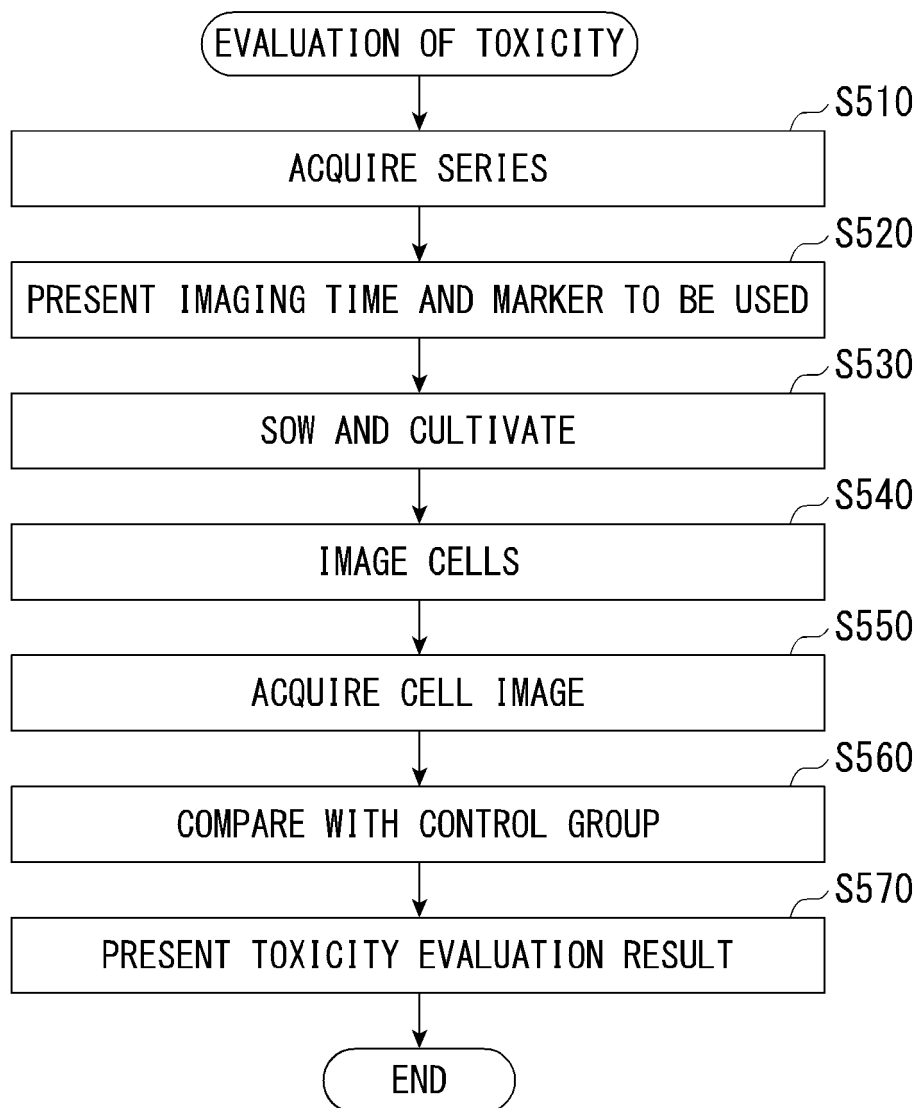 EVALUATION OF TOXICITY
S510
ACQUIRE SERIES
S520
PRESENT IMAGING TIME AND MARKER TO BE USED
S530
SOW AND CULTIVATE
S540
IMAGE CELLS
S550
ACQUIRE CELL IMAGE
S560
COMPARE WITH CONTROL GROUP
S570
PRESENT TOXICITY EVALUATION RESULT
END